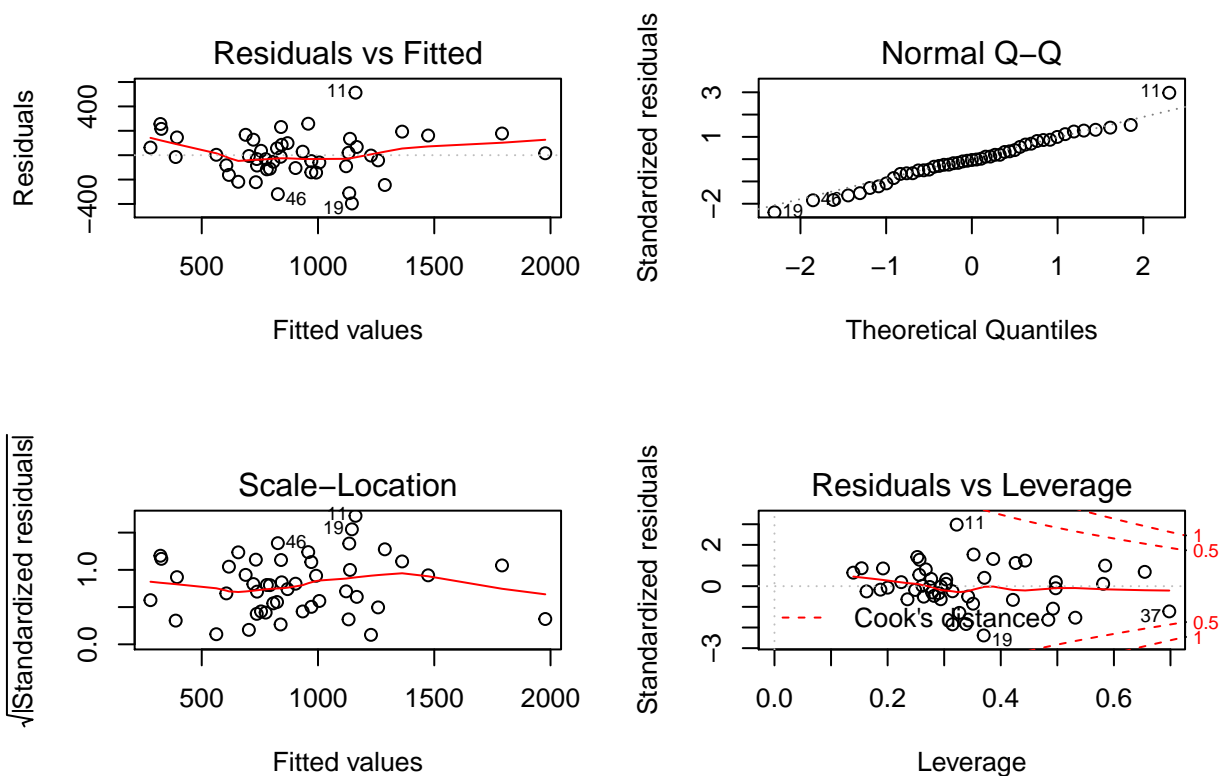 Residuals vs Fitted
Residuals
400
−400
11
46
19
500 1000 1500 2000
Fitted values
Normal Q−Q
Standardized residuals
3
1
−2
11
46
19
−2 −1 0 1 2
Theoretical Quantiles
Scale−Location
√|Standardized residuals|
1.0
0.0
11
19
46
500 1000 1500 2000
Fitted values
Residuals vs Leverage
Standardized residuals
2
0
−3
11
37
19
Cook's distance
1
0.5
0.5
1
0.0 0.2 0.4 0.6
Leverage